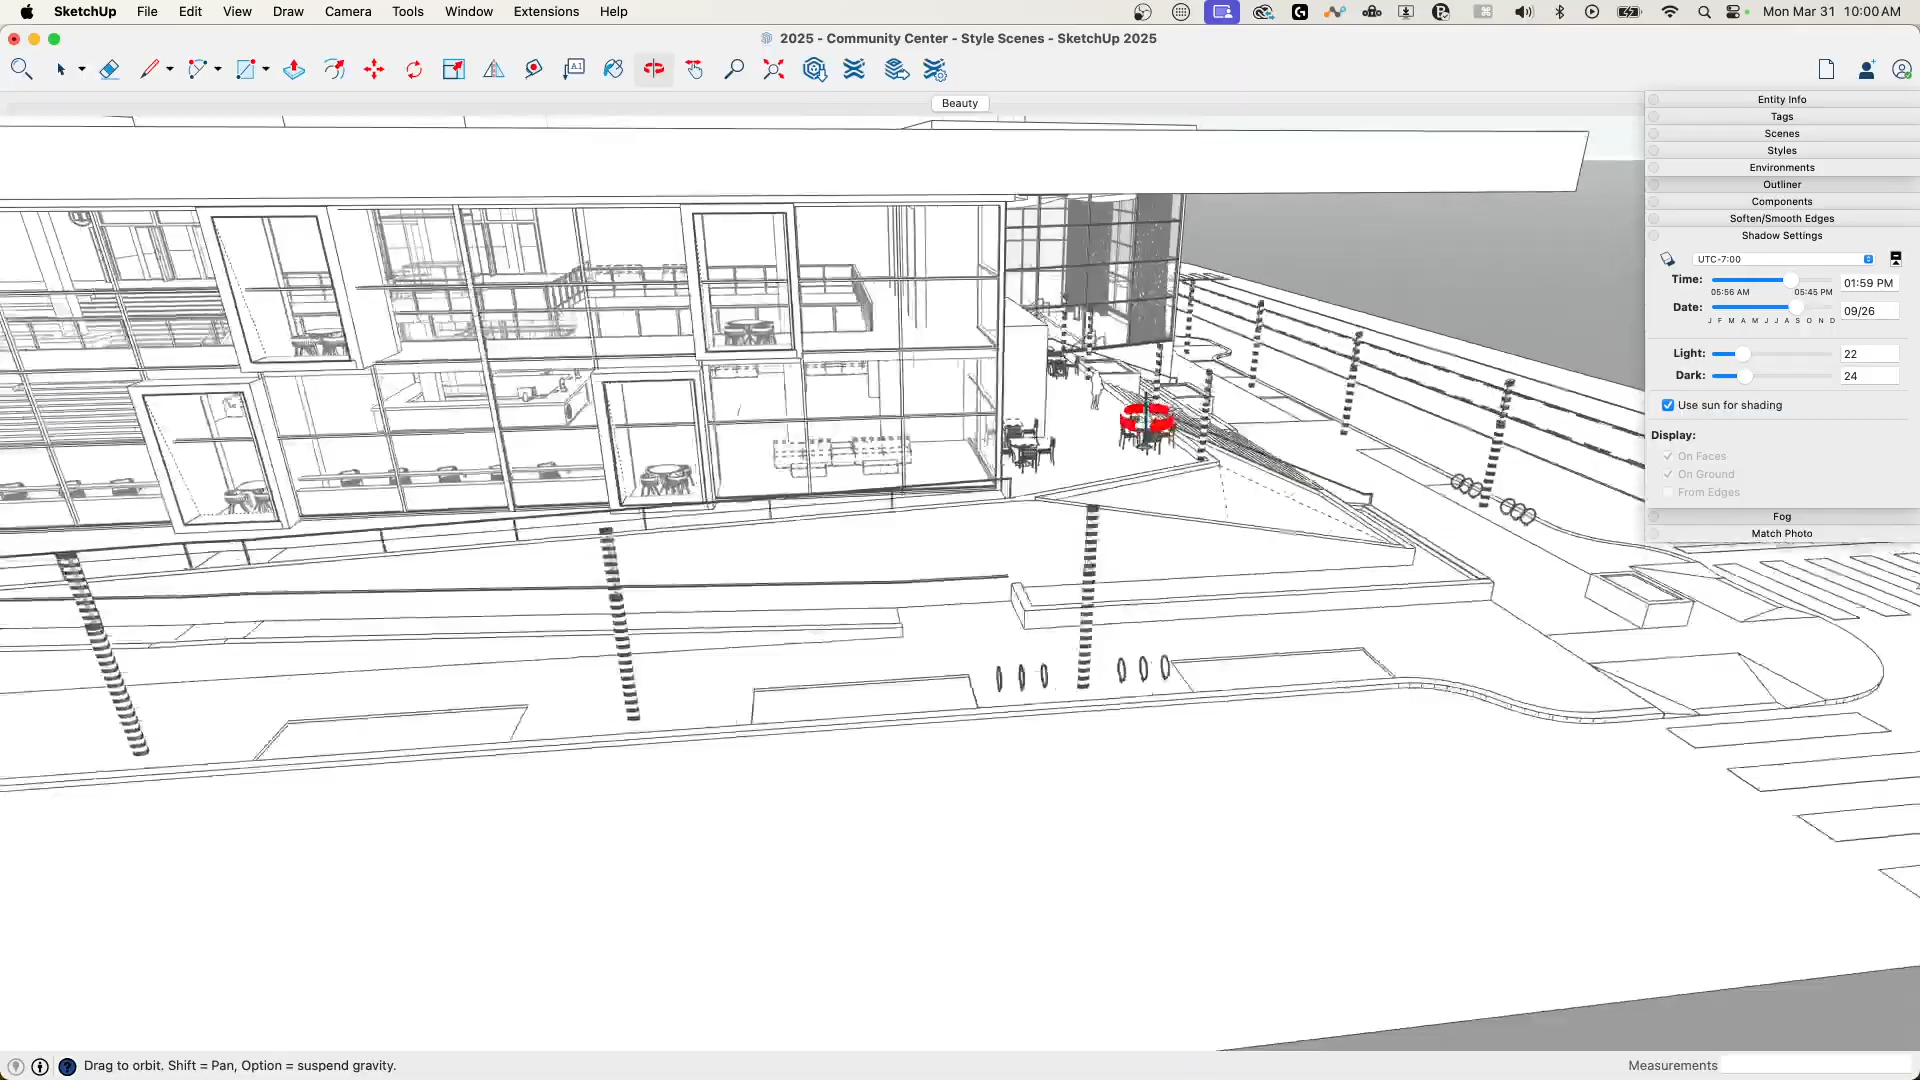 SketchUp File Edit View Draw Camera Tools Window Extensions Help Mon Mar 31 10:00 AM
2025 - Community Center - Style Scenes - SketchUp 2025
A1
Beauty
Entity Info
Tags
Scenes
Styles
Environments
Outliner
Components
Soften/Smooth Edges
Shadow Settings
UTC-7:00
Time: 01:59 PM
05:56 AM 05:45 PM
Date: 09/26
J F M A M J J A S O N D
Light: 22
Dark: 24
Use sun for shading
Display:
On Faces
On Ground
From Edges
Fog
Match Photo
Drag to orbit. Shift = Pan, Option = suspend gravity.
Measurements